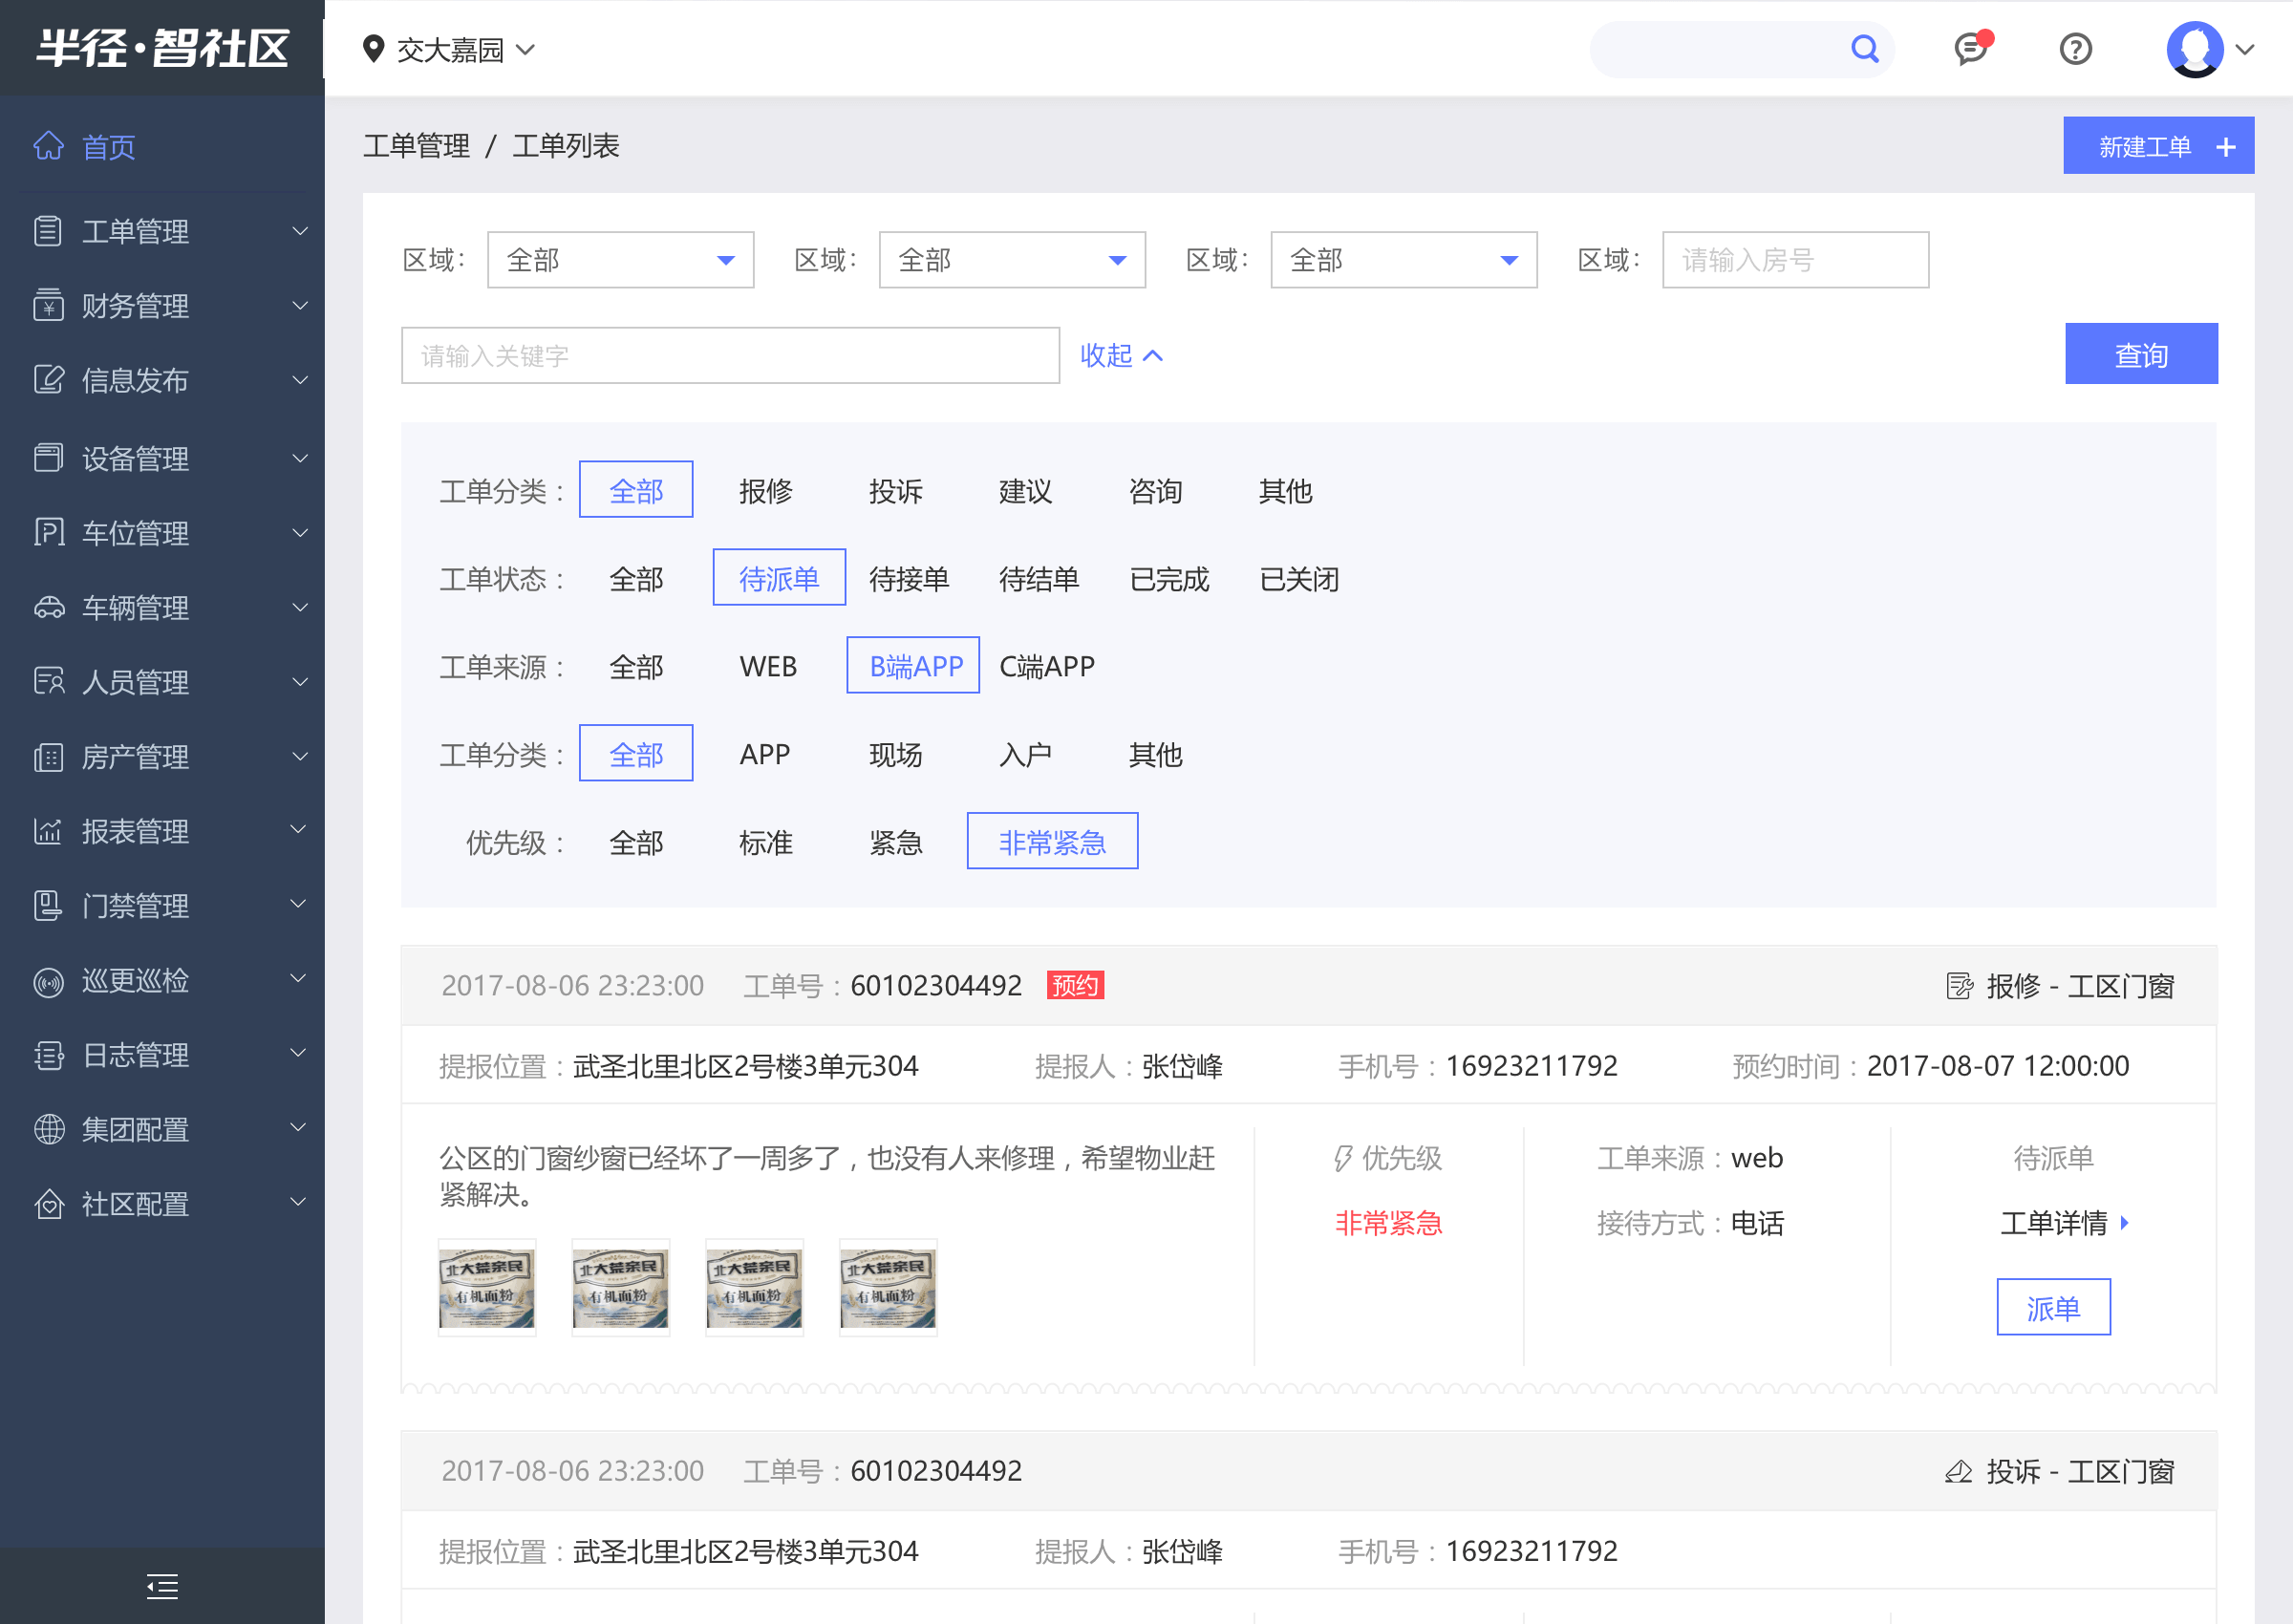 半径·智社区
交大嘉园
首页
工单管理
财务管理
信息发布
设备管理
车位管理
车辆管理
人员管理
房产管理
报表管理
门禁管理
巡更巡检
日志管理
集团配置
社区配置
工单管理 / 工单列表
新建工单 +
区域： 全部 区域： 全部 区域： 全部 区域： 请输入房号
请输入关键字 收起 查询
工单分类： 全部 报修 投诉 建议 咨询 其他
工单状态： 全部 待派单 待接单 待结单 已完成 已关闭
工单来源： 全部 WEB B端APP C端APP
工单分类： 全部 APP 现场 入户 其他
优先级： 全部 标准 紧急 非常紧急
2017-08-06 23:23:00 工单号：60102304492 预约 报修 - 工区门窗
提报位置：武圣北里北区2号楼3单元304 提报人：张岱峰 手机号：16923211792 预约时间：2017-08-07 12:00:00
公区的门窗纱窗已经坏了一周多了，也没有人来修理，希望物业赶
紧解决。
北大荒亲民 北大荒亲民 北大荒亲民 北大荒亲民
有机面粉 有机面粉 有机面粉 有机面粉
优先级
非常紧急
工单来源：web
接待方式：电话
待派单
工单详情
派单
2017-08-06 23:23:00 工单号：60102304492 投诉 - 工区门窗
提报位置：武圣北里北区2号楼3单元304 提报人：张岱峰 手机号：16923211792